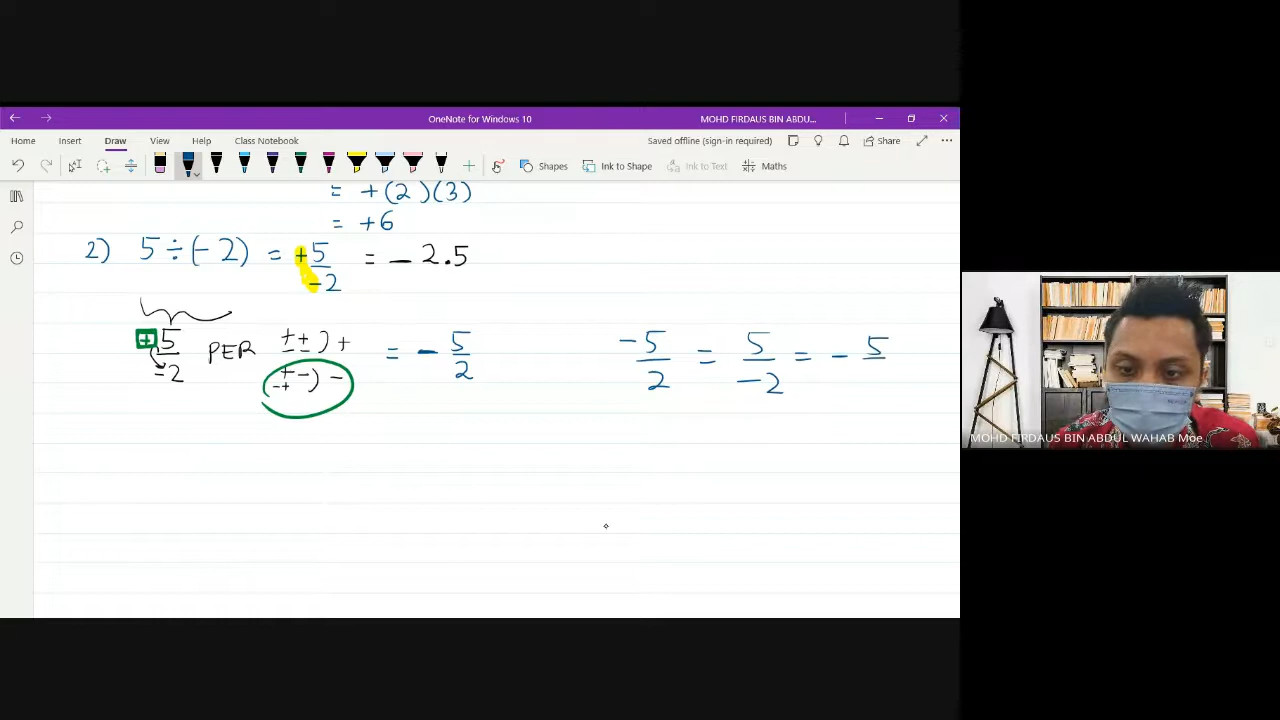 OneNote for Windows 10
MOHD FIRDAUS BIN ABDU...
Home Insert Draw View Help Class Notebook
Saved offline (sign-in required) Share
Shapes Ink to Shape Ink to Text Maths
= +(2)(3)
= +6
2) 5 ÷ (-2) = +5/-2 = -2.5
+5/-2 PER ++ -- ) + = -5/2
+- -+ ) -
-5/2 = 5/-2 = - 5
MOHD FIRDAUS BIN ABDUL WAHAB Moe